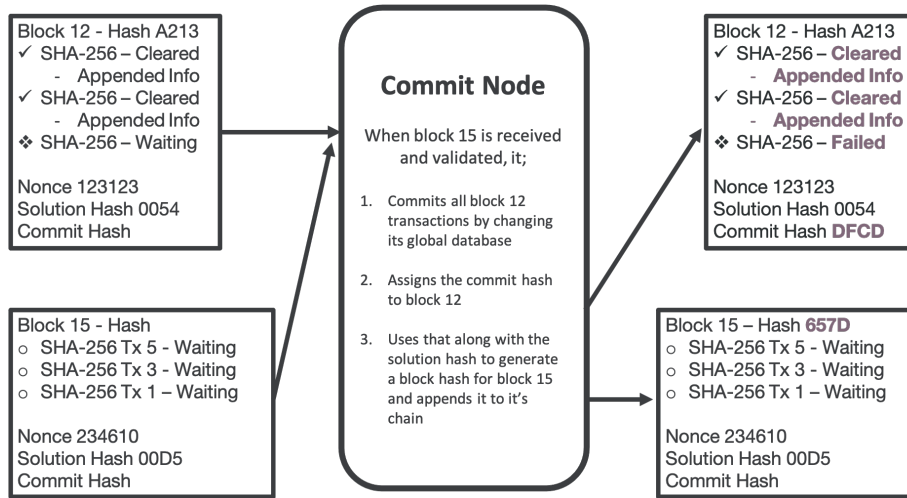 Block 12 - Hash A213
✓ SHA-256 – Cleared
- Appended Info
✓ SHA-256 – Cleared
- Appended Info
❖ SHA-256 – Waiting
Nonce 123123
Solution Hash 0054
Commit Hash
Block 15 - Hash
○ SHA-256 Tx 5 - Waiting
○ SHA-256 Tx 3 - Waiting
○ SHA-256 Tx 1 – Waiting
Nonce 234610
Solution Hash 00D5
Commit Hash
Commit Node
When block 15 is received
and validated, it;
1. Commits all block 12
transactions by changing
its global database
2. Assigns the commit hash
to block 12
3. Uses that along with the
solution hash to generate
a block hash for block 15
and appends it to it's
chain
Block 12 - Hash A213
✓ SHA-256 – Cleared
- Appended Info
✓ SHA-256 – Cleared
- Appended Info
❖ SHA-256 – Failed
Nonce 123123
Solution Hash 0054
Commit Hash DFCD
Block 15 – Hash 657D
○ SHA-256 Tx 5 - Waiting
○ SHA-256 Tx 3 - Waiting
○ SHA-256 Tx 1 – Waiting
Nonce 234610
Solution Hash 00D5
Commit Hash